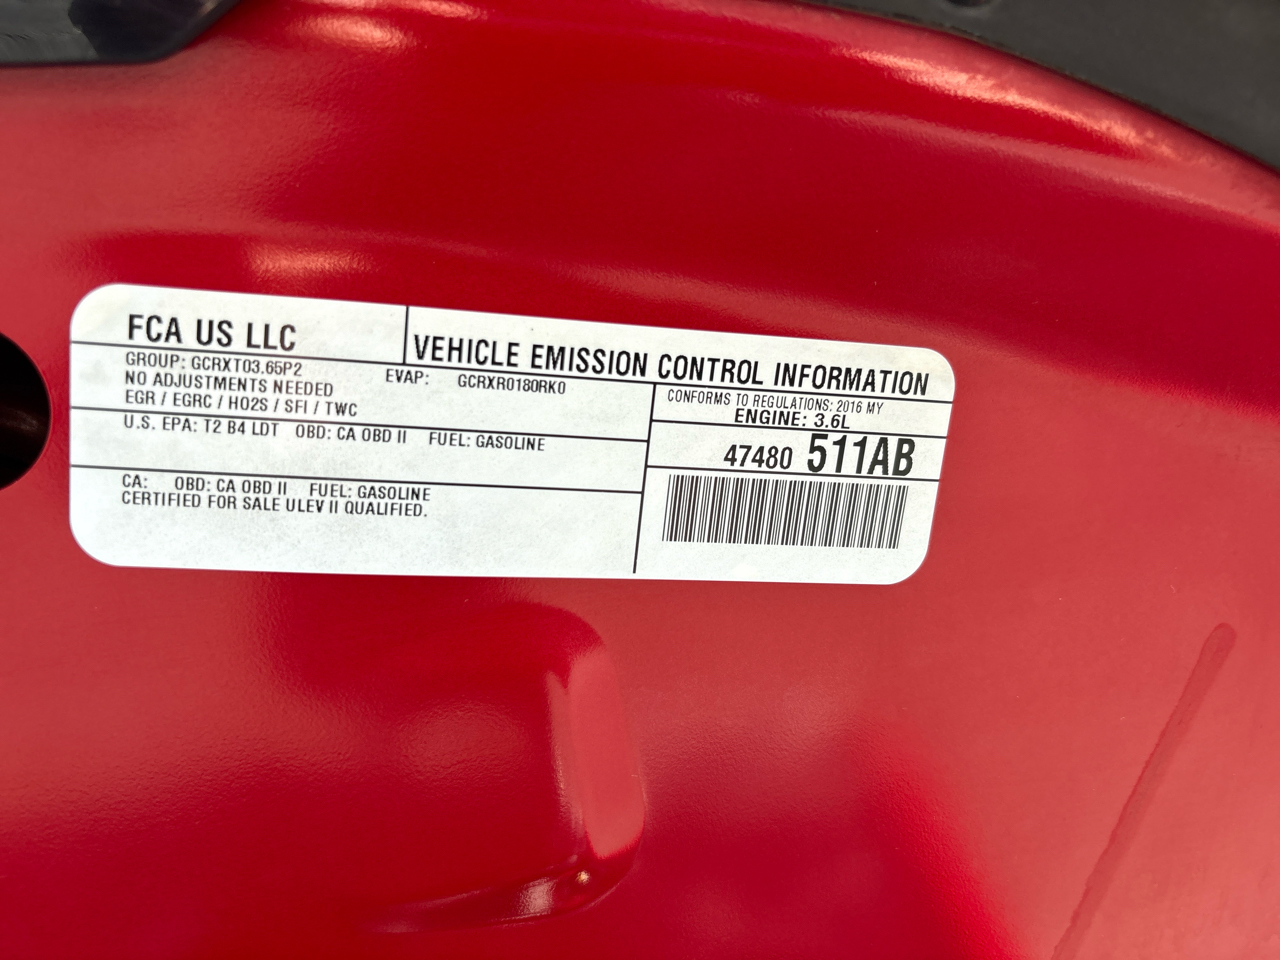 FCA US LLC
VEHICLE EMISSION CONTROL INFORMATION
GROUP: GCRXT03.65P2
EVAP: GCRXR0180RK0
NO ADJUSTMENTS NEEDED
EGR / EGRC / HO2S / SFI / TWC
CONFORMS TO REGULATIONS: 2016 MY
ENGINE: 3.6L
U.S. EPA: T2 B4 LDT OBD: CA OBD II FUEL: GASOLINE
47480 511AB
CA: OBD: CA OBD II FUEL: GASOLINE
CERTIFIED FOR SALE ULEV II QUALIFIED.